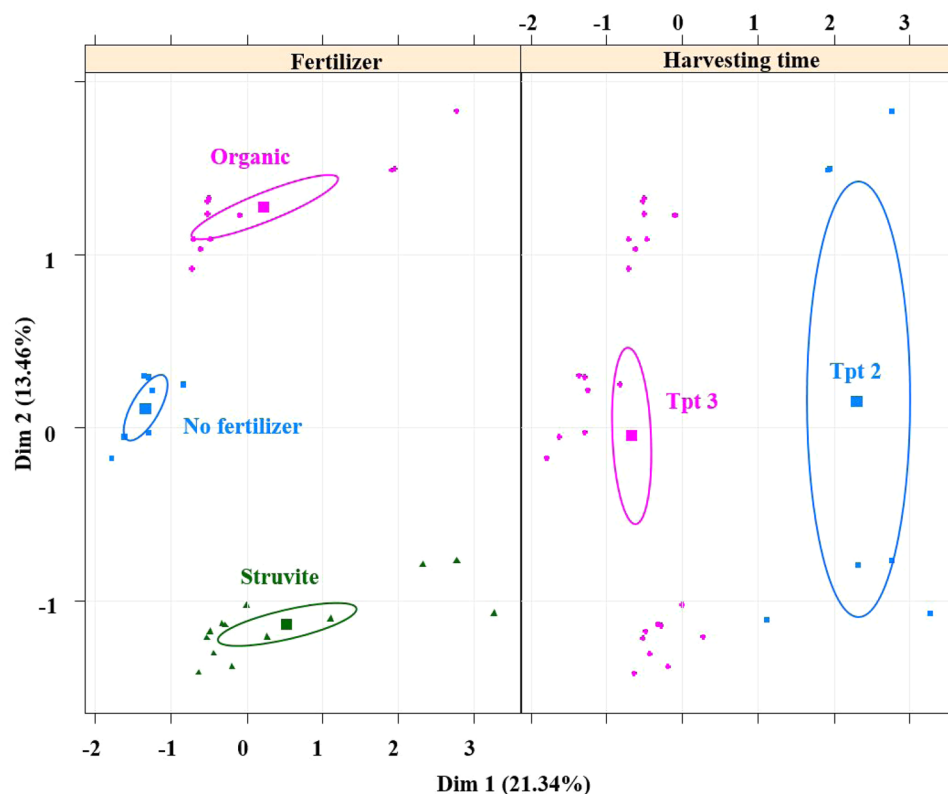 -2 -1 0 1 2 3
Fertilizer
Harvesting time
Organic
1
Tpt 2
Tpt 3
No fertilizer
0
Dim 2 (13.46%)
Struvite
-1
-2 -1 0 1 2 3
Dim 1 (21.34%)